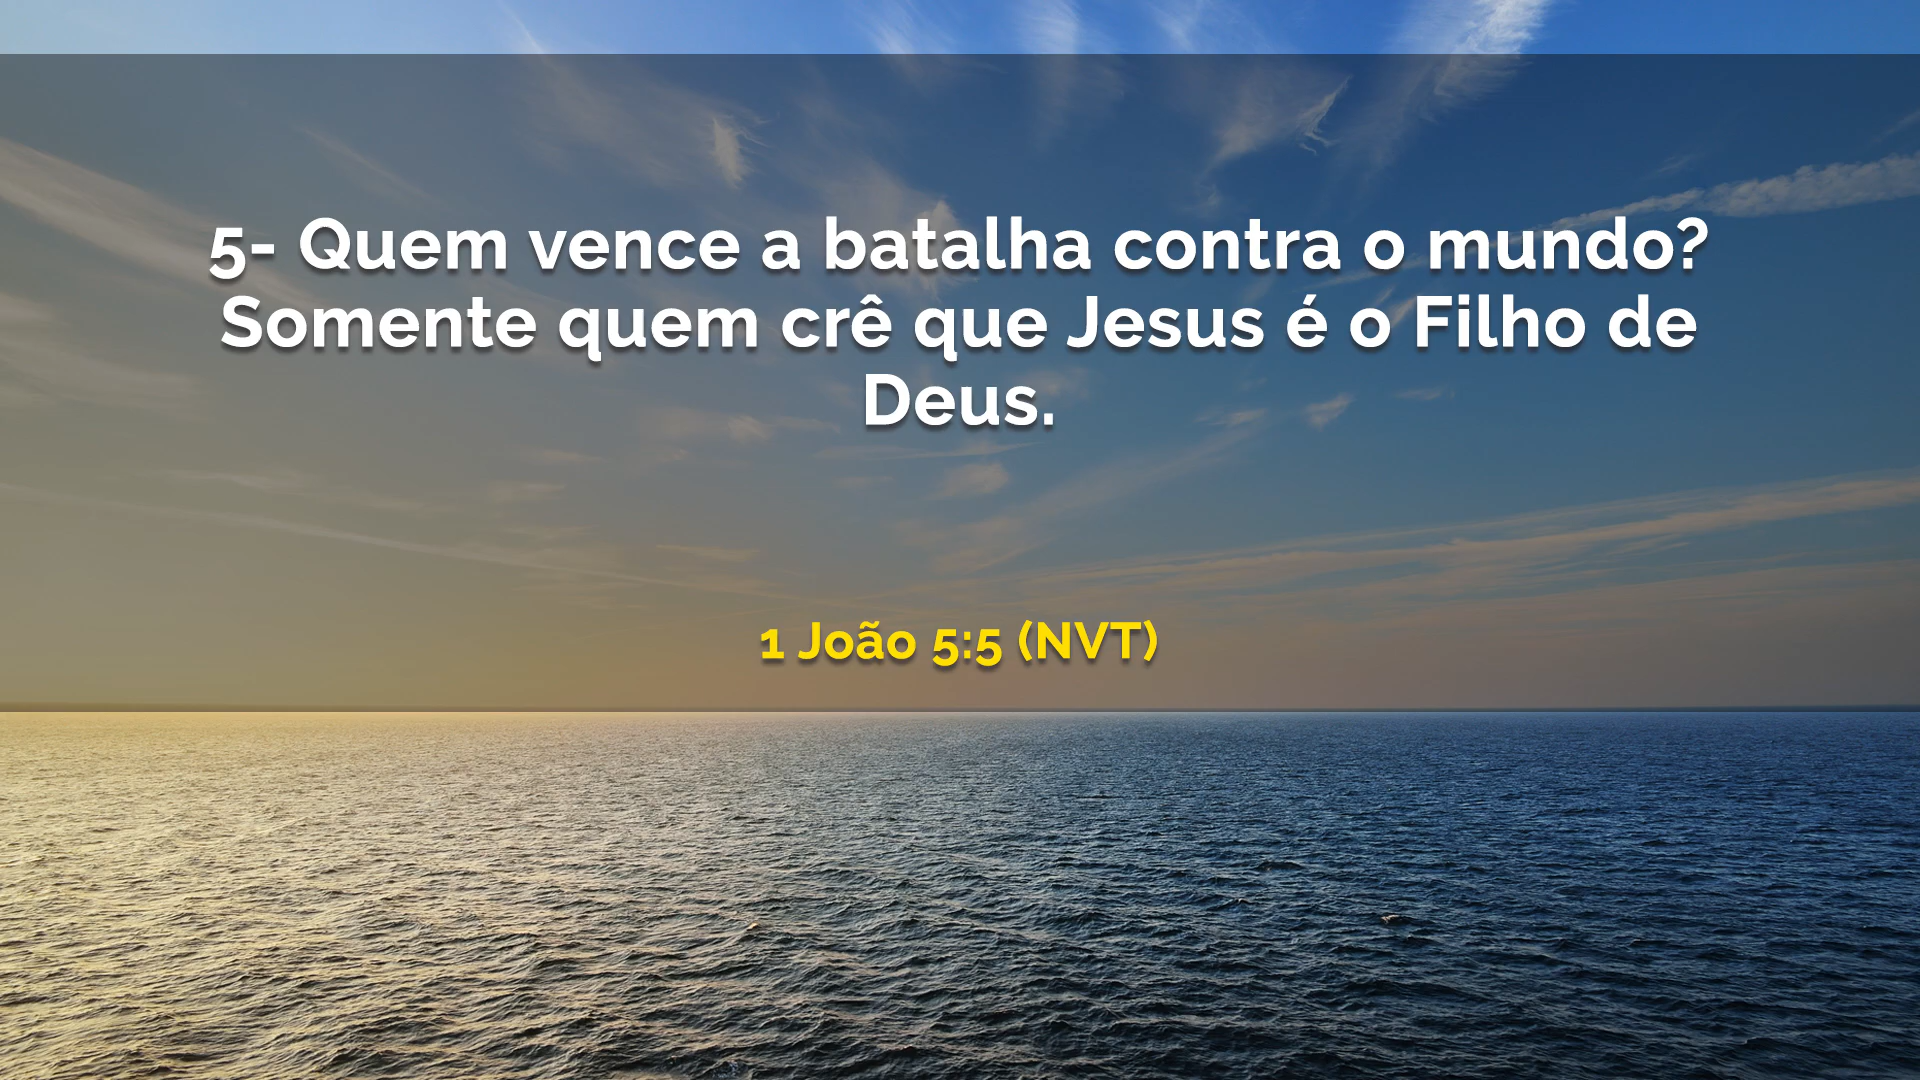 5- Quem vence a batalha contra o mundo?
Somente quem crê que Jesus é o Filho de
Deus.
1 João 5:5 (NVT)